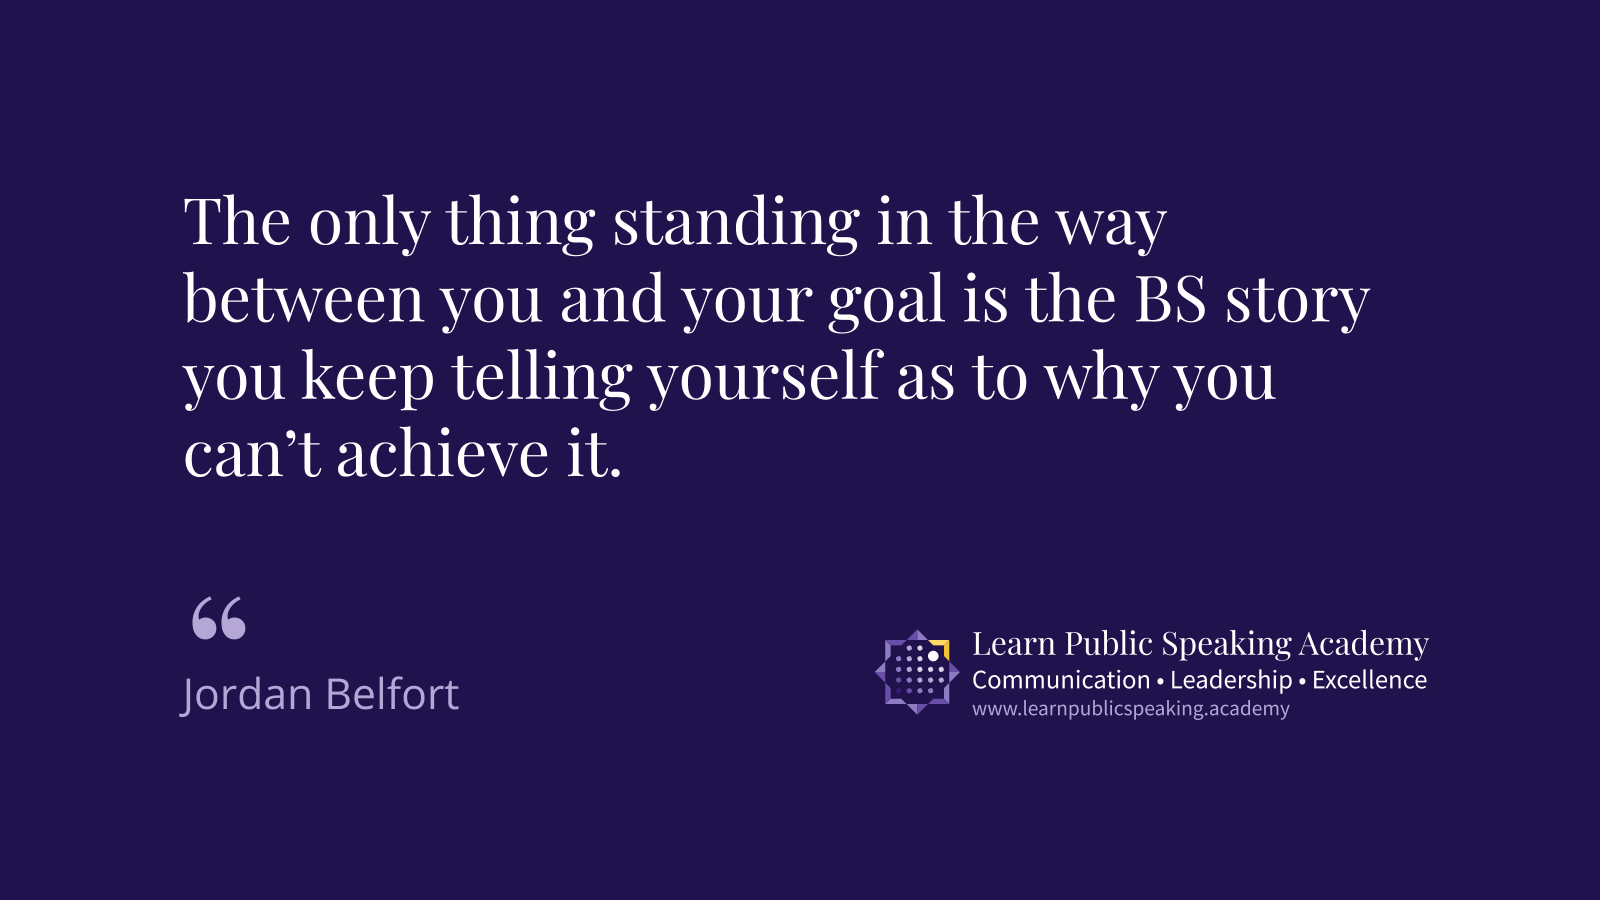 The only thing standing in the way
between you and your goal is the BS story
you keep telling yourself as to why you
can’t achieve it.
“
Jordan Belfort
Learn Public Speaking Academy
Communication • Leadership • Excellence
www.learnpublicspeaking.academy